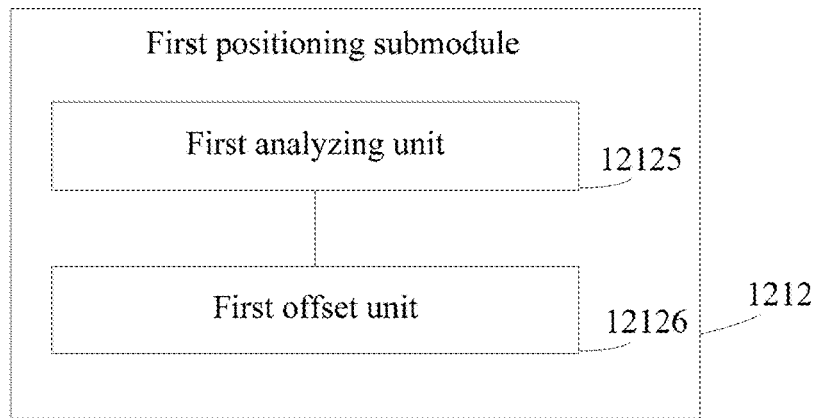 First positioning submodule
First analyzing unit
12125
First offset unit
12126
1212